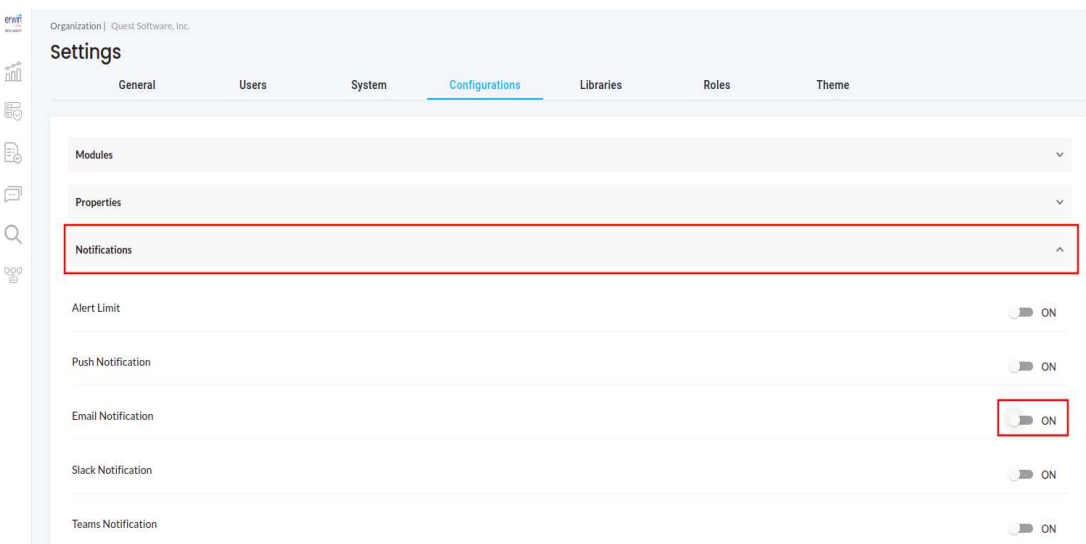 erwin
Organization | Quest Software, Inc.
Settings
General Users System Configurations Libraries Roles Theme
Modules
Properties
Notifications
Alert Limit ON
Push Notification ON
Email Notification ON
Slack Notification ON
Teams Notification ON